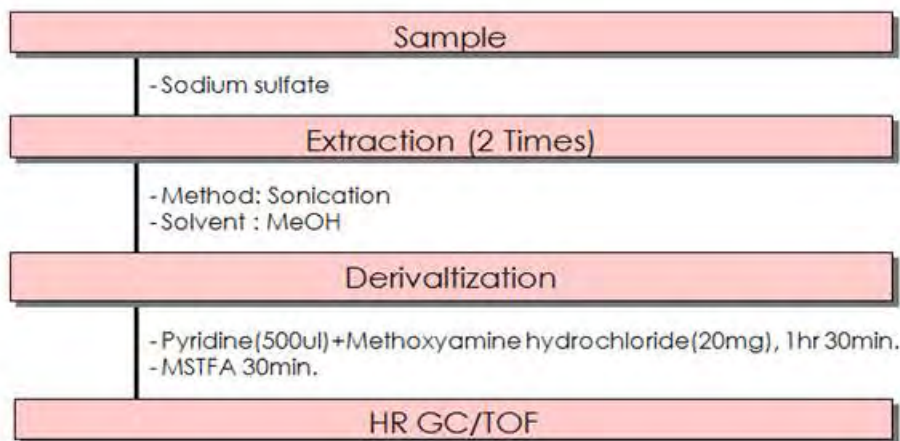 Sample
- Sodium sulfate
Extraction (2 Times)
- Method: Sonication
- Solvent : MeOH
Derivaltization
- Pyridine(500ul)+Methoxyamine hydrochloride(20mg), 1hr 30min.
- MSTFA 30min.
HR GC/TOF